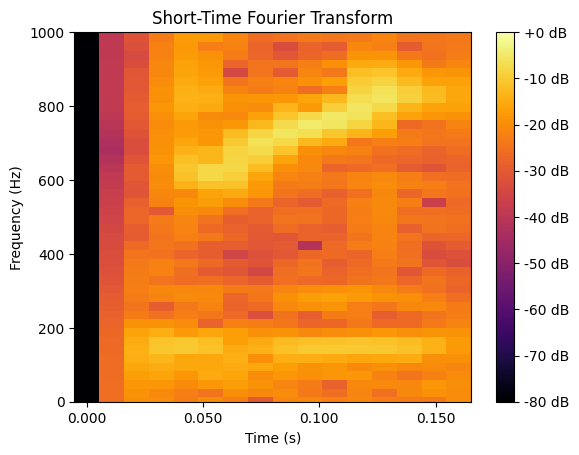 Short-Time Fourier Transform
Frequency (Hz)
1000
800
600
400
200
0
0.000
0.050
0.100
0.150
Time (s)
+0 dB
-10 dB
-20 dB
-30 dB
-40 dB
-50 dB
-60 dB
-70 dB
-80 dB